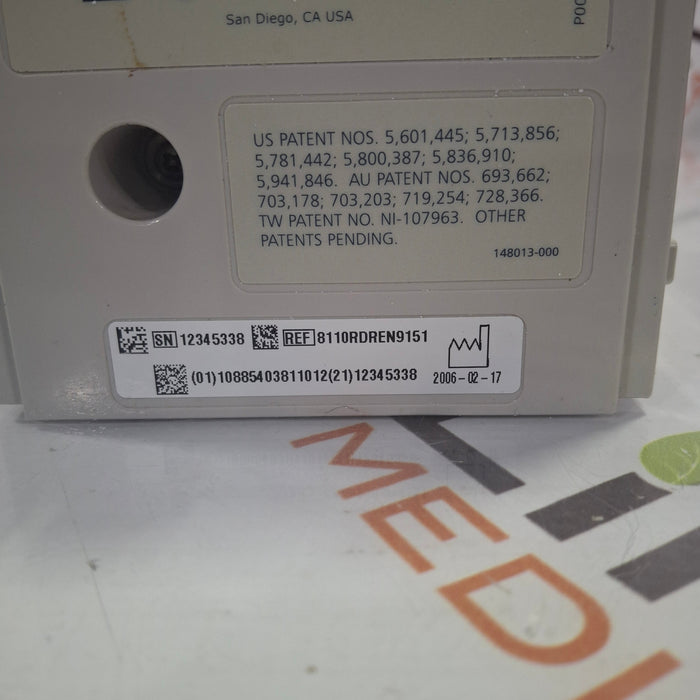 San Diego, CA USA
US PATENT NOS. 5,601,445; 5,713,856;
5,781,442; 5,800,387; 5,836,910;
5,941,846. AU PATENT NOS. 693,662;
703,178; 703,203; 719,254; 728,366.
TW PATENT NO. NI-107963. OTHER
PATENTS PENDING.
148013-000
SN 12345338 REF 8110RDREN9151
(01)10885403811012(21)12345338 2006-02-17
MED